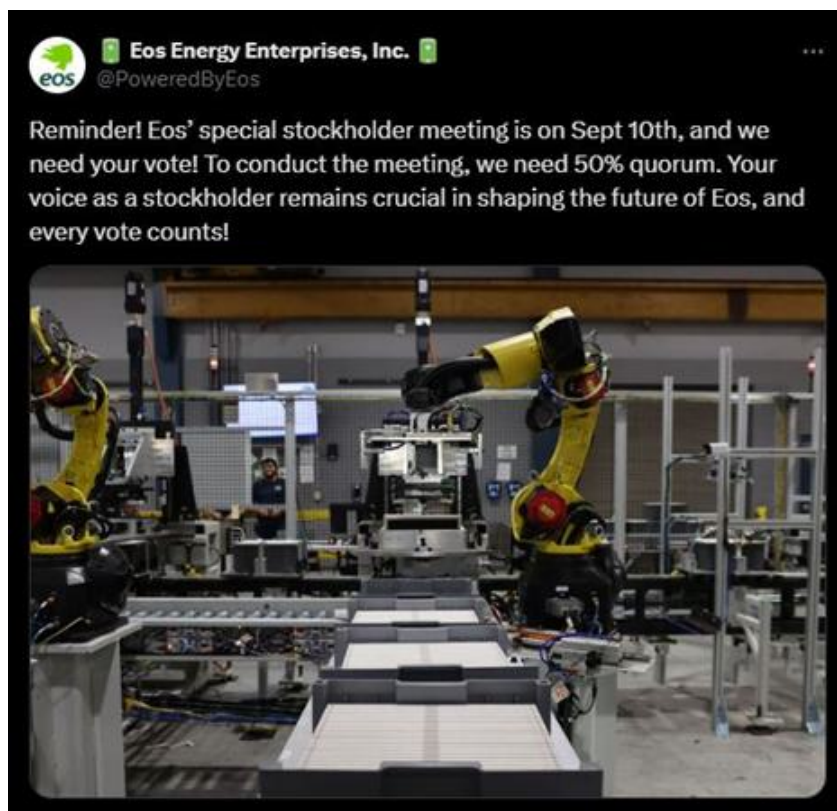 Eos Energy Enterprises, Inc.
eos
@PoweredByEos
Reminder! Eos’ special stockholder meeting is on Sept 10th, and we
need your vote! To conduct the meeting, we need 50% quorum. Your
voice as a stockholder remains crucial in shaping the future of Eos, and
every vote counts!